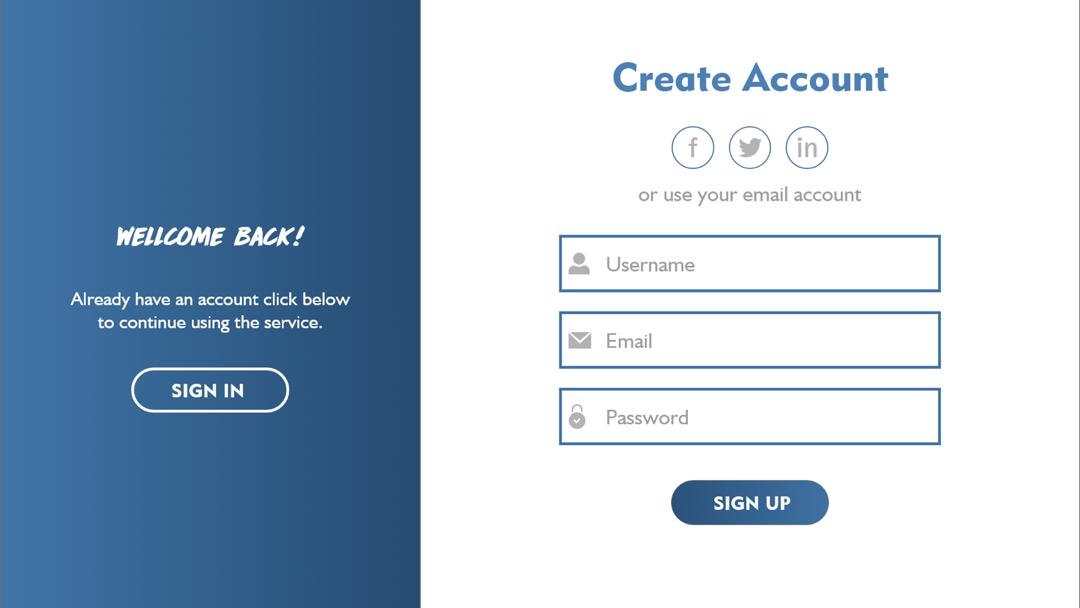 WELLCOME BACK!
Already have an account click below
to continue using the service.
SIGN IN
Create Account
f
in
or use your email account
Username
Email
Password
SIGN UP